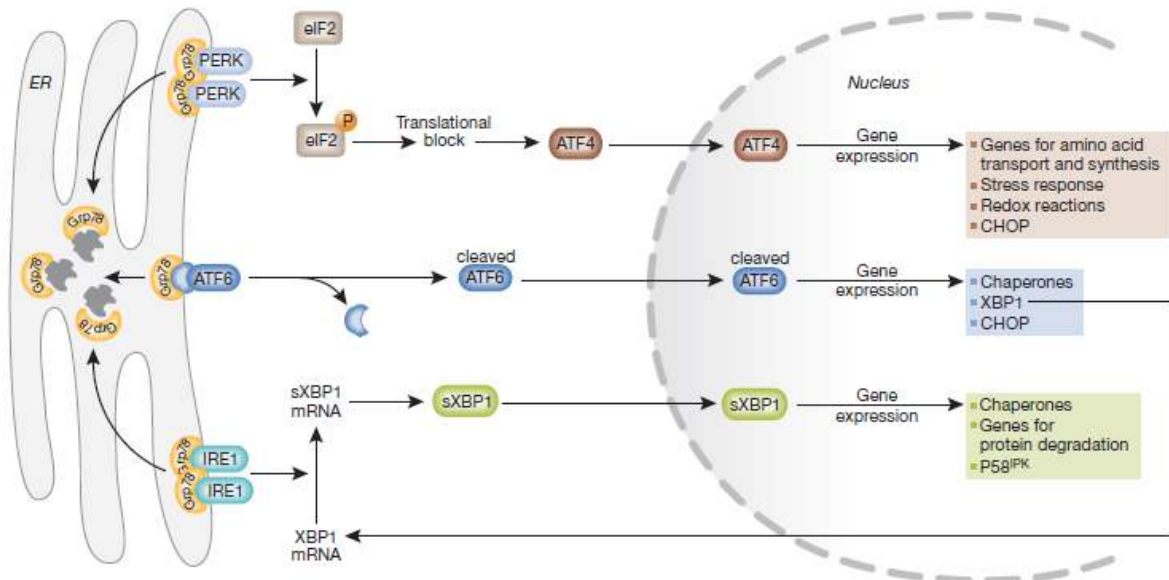 ER
Grp78
PERK
Grp78
PERK
eIF2
P
eIF2
Translational
block
ATF4
Nucleus
ATF4
Gene
expression
Genes for amino acid
transport and synthesis
Stress response
Redox reactions
CHOP
Grp78
Grp78
Grp78
Grp78
ATF6
cleaved
ATF6
cleaved
ATF6
Gene
expression
Chaperones
XBP1
CHOP
sXBP1
mRNA
sXBP1
sXBP1
Gene
expression
Chaperones
Genes for
protein degradation
P58IPK
Grp78
IRE1
Grp78
IRE1
XBP1
mRNA